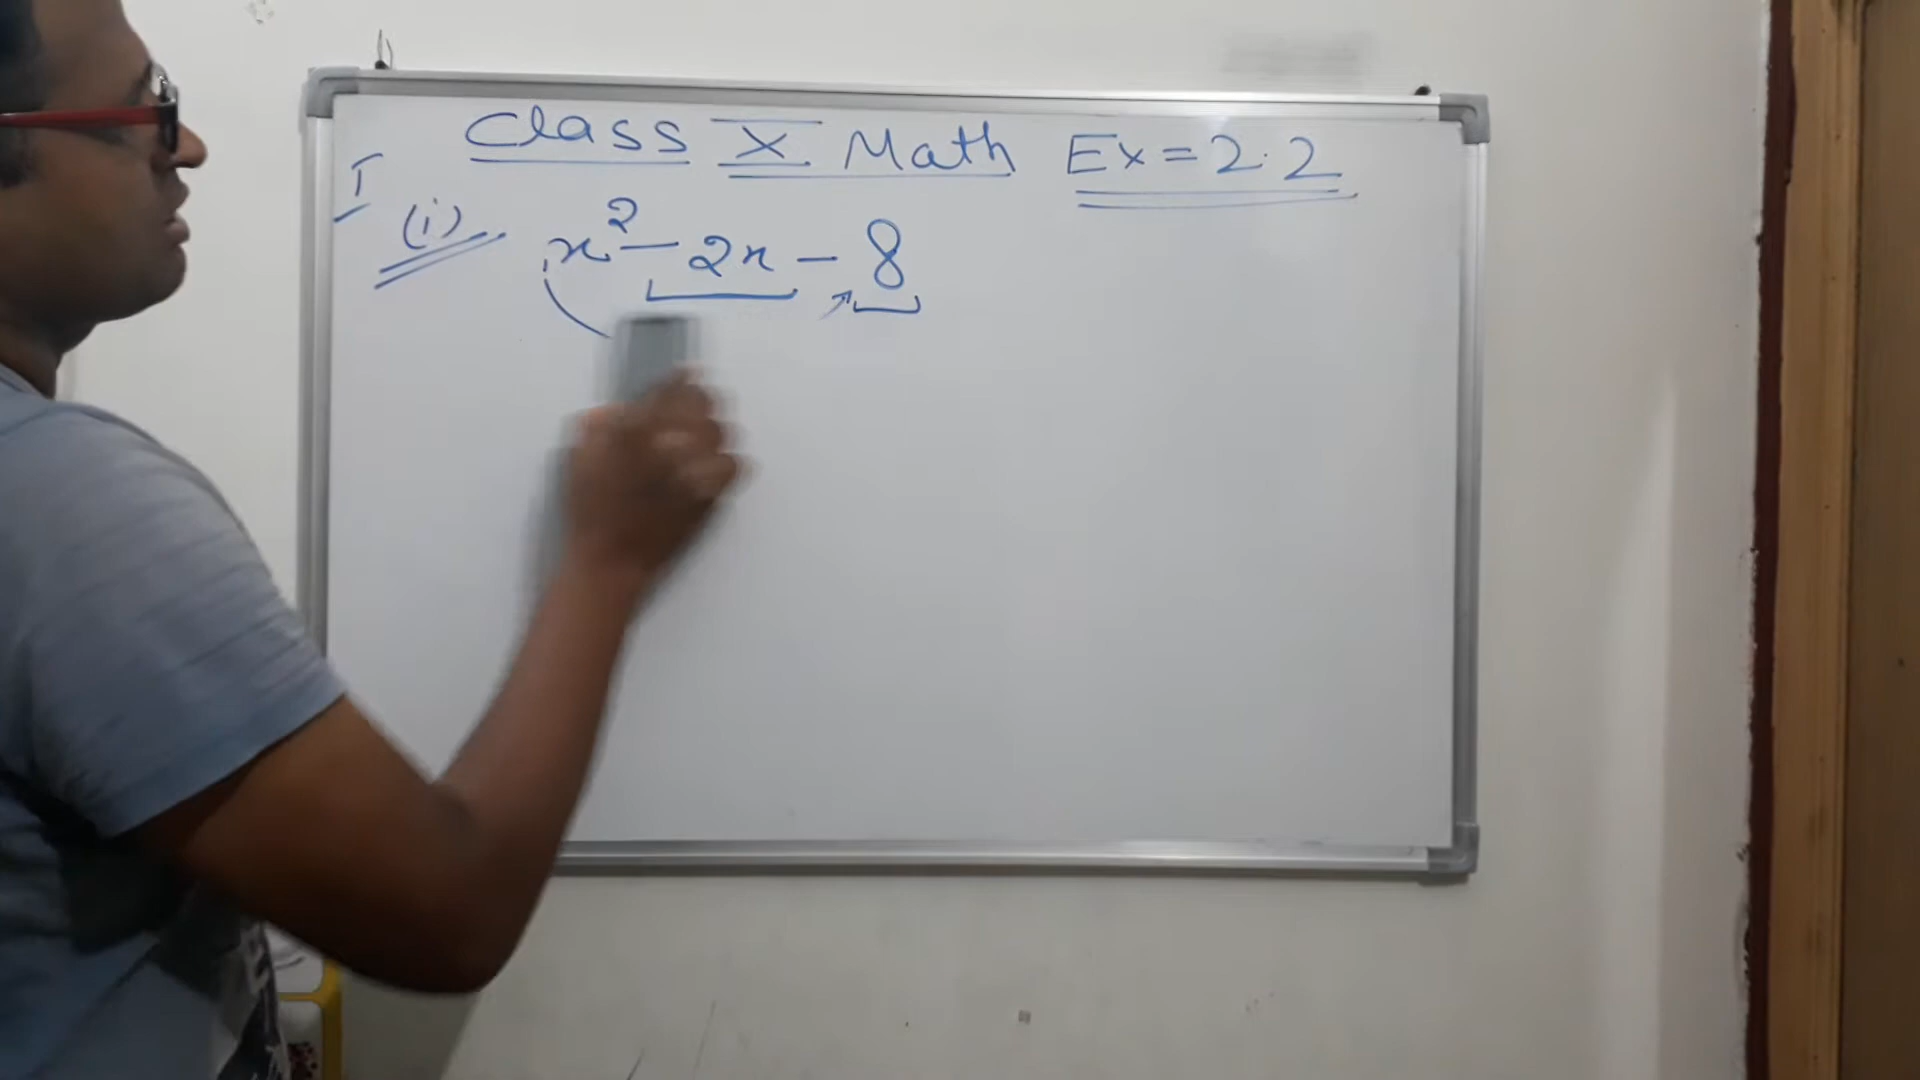 Class X Math Ex = 2.2
I
(i) x² - 2x - 8